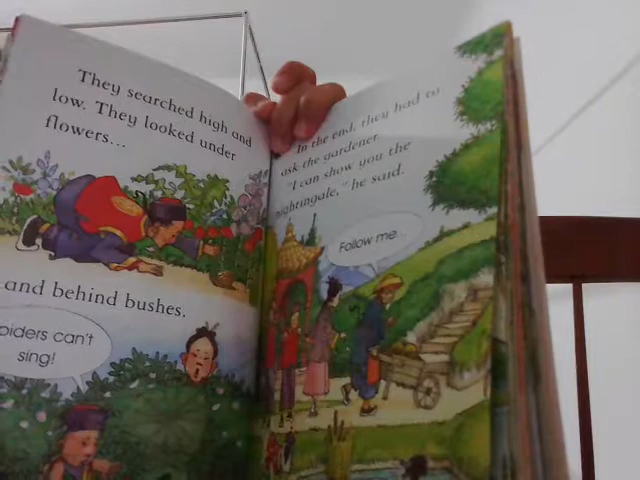 They searched high and
low. They looked under
flowers...
and behind bushes.
can't
sing!
In the end, they had to
ask the gardener.
"I can show you the
nightingale," he said.
Follow me...